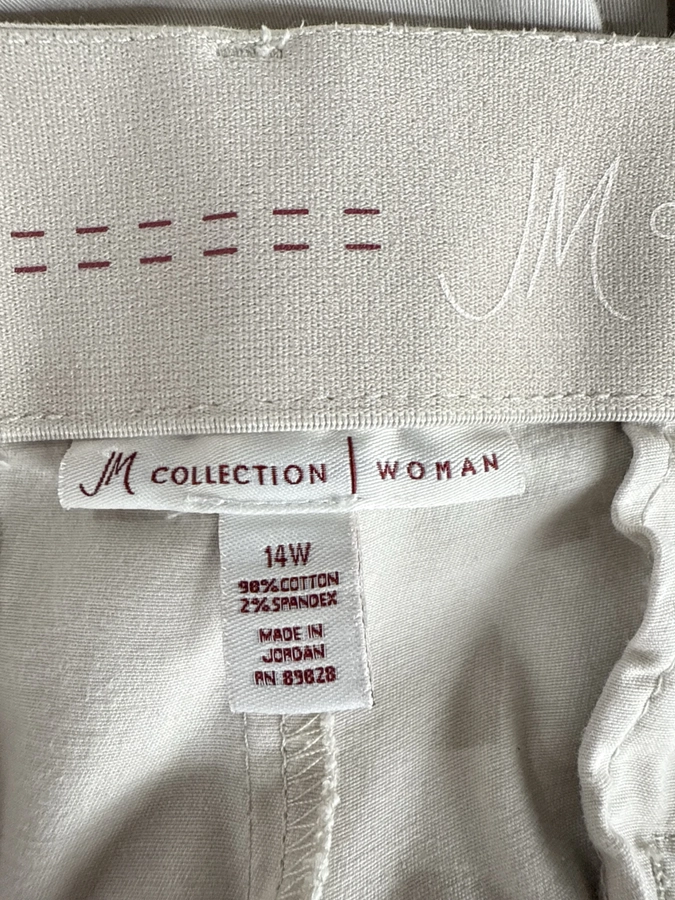 JM
JM COLLECTION | WOMAN
14W
98% COTTON
2% SPANDEX
MADE IN
JORDAN
RN 89828